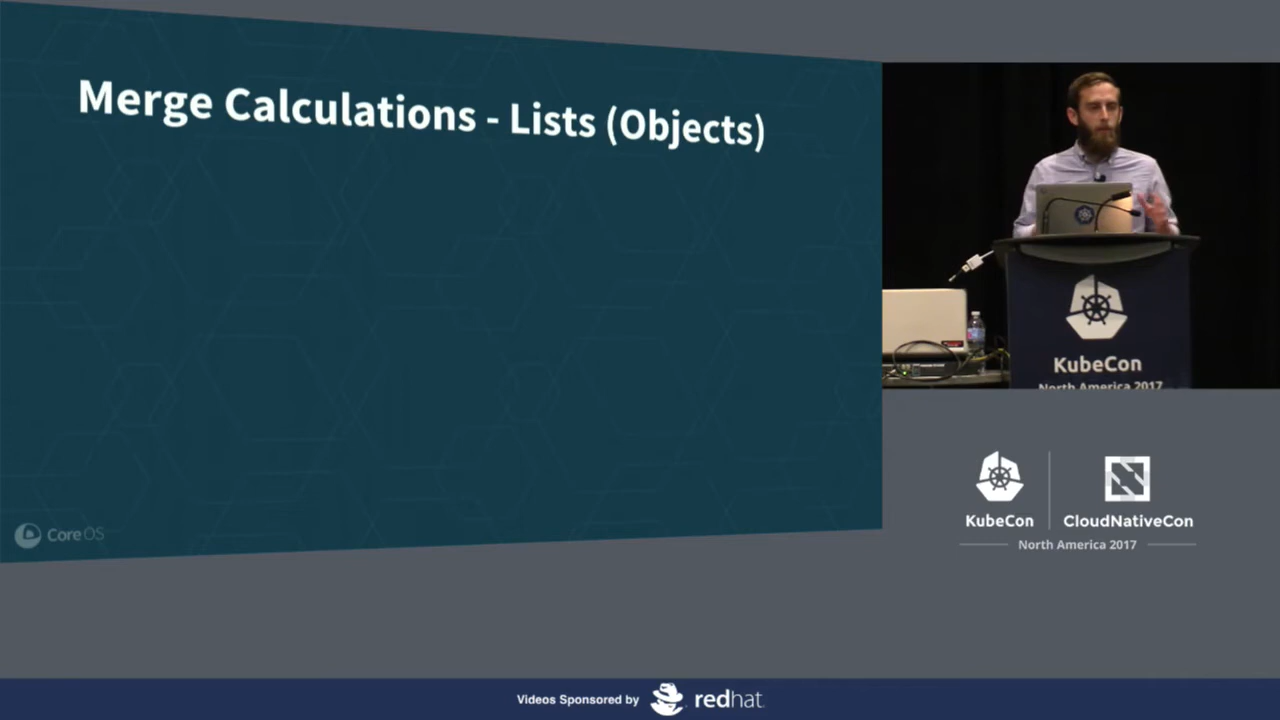 Merge Calculations - Lists (Objects)
CoreOS
KubeCon
North America 2017
KubeCon
CloudNativeCon
North America 2017
Videos Sponsored by redhat.